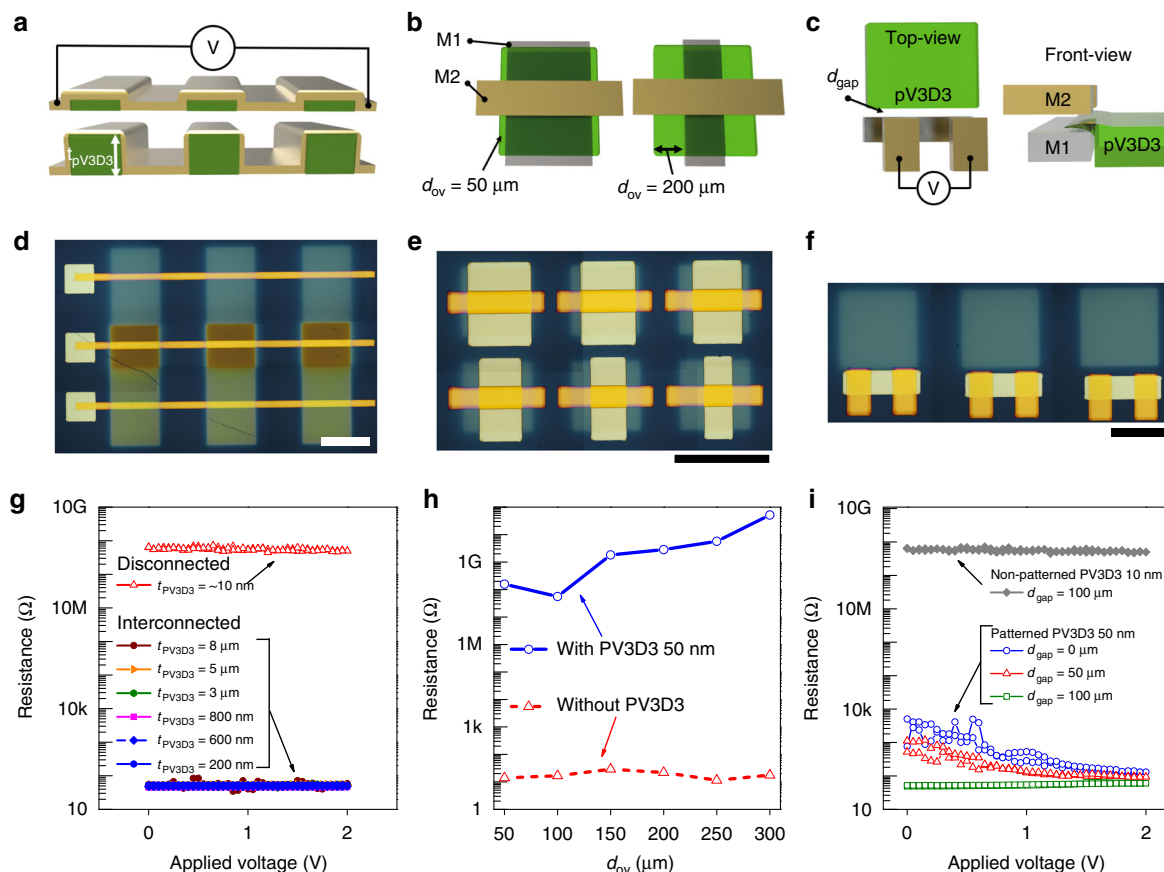 a
V
tpV3D3
b
M1
M2
dov = 50 μm
dov = 200 μm
c
Top-view
pV3D3
dgap
V
Front-view
M2
M1
pV3D3
d
e
f
g
10G
10M
10k
10
Resistance (Ω)
Disconnected
tPV3D3 = ~10 nm
Interconnected
tPV3D3 = 8 μm
tPV3D3 = 5 μm
tPV3D3 = 3 μm
tPV3D3 = 800 nm
tPV3D3 = 600 nm
tPV3D3 = 200 nm
0 1 2
Applied voltage (V)
h
1G
1M
1k
1
Resistance (Ω)
With PV3D3 50 nm
Without PV3D3
50 100 150 200 250 300
dov (μm)
i
10G
10M
10k
10
Resistance (Ω)
Non-patterned PV3D3 10 nm
dgap = 100 μm
Patterned PV3D3 50 nm
dgap = 0 μm
dgap = 50 μm
dgap = 100 μm
0 1 2
Applied voltage (V)